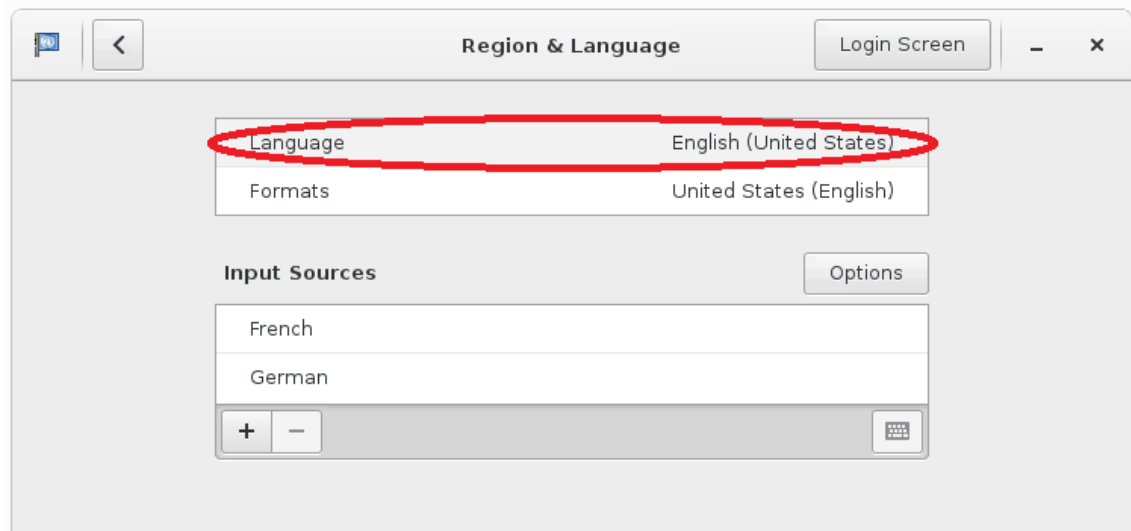 Region & Language
Login Screen
Language English (United States)
Formats United States (English)
Input Sources
Options
French
German